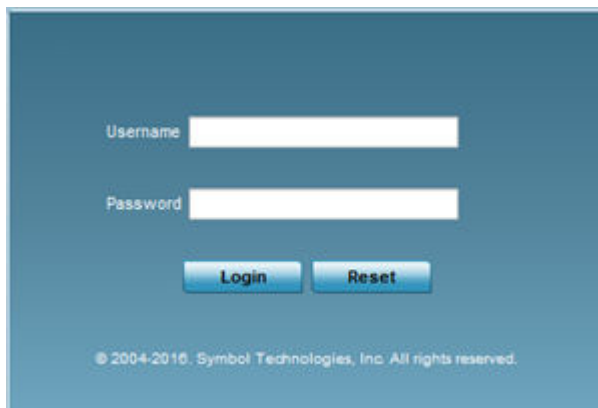 Username
Password
Login Reset
© 2004-2016. Symbol Technologies, Inc. All rights reserved.